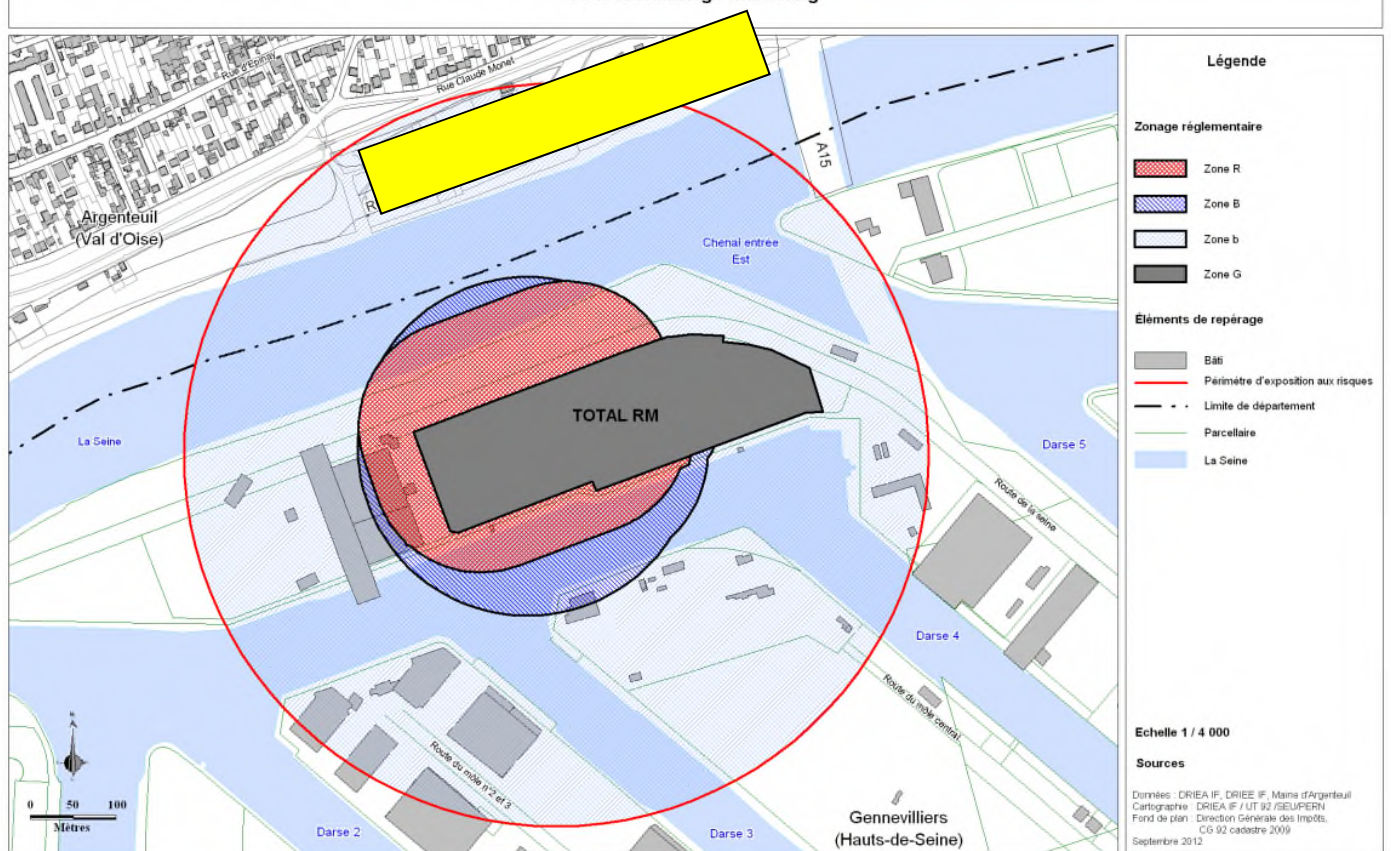 Rue d'Epinay
Rue Claude Monet
A15
Argenteuil
(Val d'Oise)
Chenal entrée
Est
TOTAL RM
La Seine
Darse 5
Route de la seine
Darse 4
Route du môle central
Route du môle n°2 et 3
N
0 50 100
Mètres
Darse 2
Darse 3
Gennevilliers
(Hauts-de-Seine)
Légende
Zonage réglementaire
Zone R
Zone B
Zone b
Zone G
Éléments de repérage
Bâti
Périmètre d'exposition aux risques
Limite de département
Parcellaire
La Seine
Echelle 1 / 4 000
Sources
Données : DRIEA IF, DRIEE IF, Mairie d'Argenteuil
Cartographie : DRIEA IF / UT 92 /SEU/PERN
Fond de plan : Direction Générale des Impôts,
CG 92 cadastre 2009
Septembre 2012